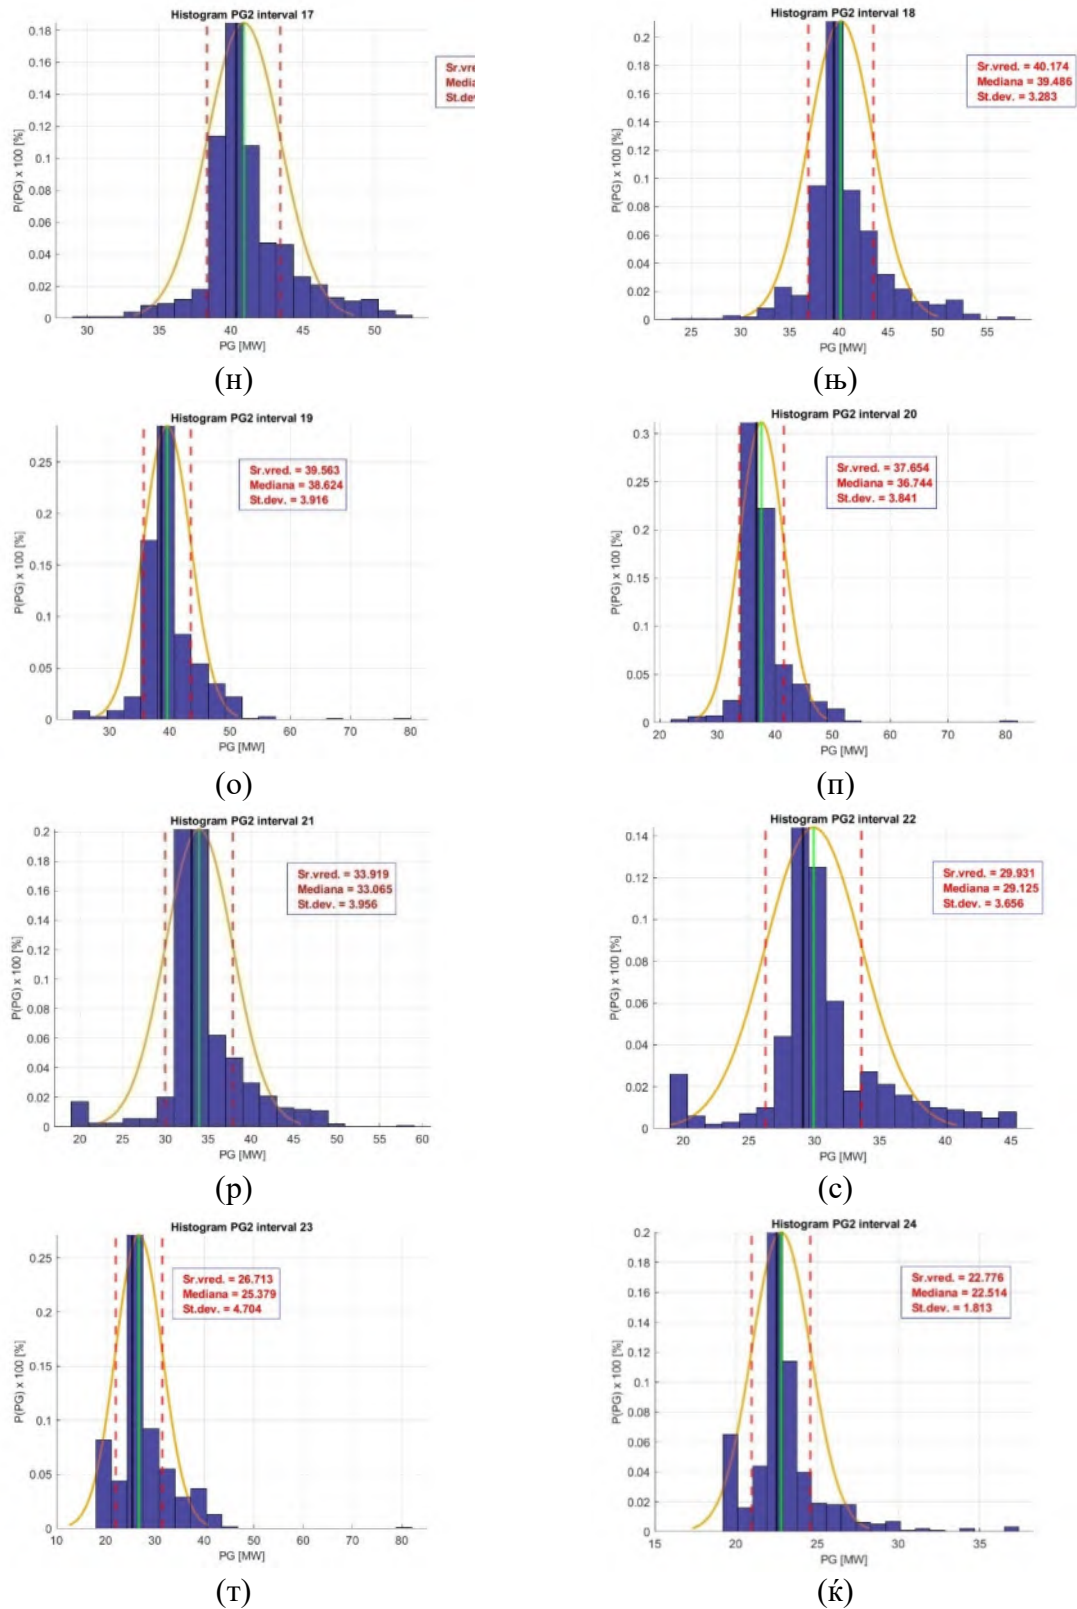 Histogram PG2 interval 17
P(PG) x 100 [%]
0.18
0.16
0.14
0.12
0.1
0.08
0.06
0.04
0.02
0
30 35 40 45 50
PG [MW]
Sr.vre
Media
St.dev
(н)
Histogram PG2 interval 18
P(PG) x 100 [%]
0.2
0.18
0.16
0.14
0.12
0.1
0.08
0.06
0.04
0.02
0
25 30 35 40 45 50 55
PG [MW]
Sr.vred. = 40.174
Mediana = 39.486
St.dev. = 3.283
(њ)
Histogram PG2 interval 19
P(PG) x 100 [%]
0.25
0.2
0.15
0.1
0.05
0
30 40 50 60 70 80
PG [MW]
Sr.vred. = 39.563
Mediana = 38.624
St.dev. = 3.916
(о)
Histogram PG2 interval 20
P(PG) x 100 [%]
0.3
0.25
0.2
0.15
0.1
0.05
0
20 30 40 50 60 70 80
PG [MW]
Sr.vred. = 37.654
Mediana = 36.744
St.dev. = 3.841
(п)
Histogram PG2 interval 21
P(PG) x 100 [%]
0.2
0.18
0.16
0.14
0.12
0.1
0.08
0.06
0.04
0.02
0
20 25 30 35 40 45 50 55 60
PG [MW]
Sr.vred. = 33.919
Mediana = 33.065
St.dev. = 3.956
(р)
Histogram PG2 interval 22
P(PG) x 100 [%]
0.14
0.12
0.1
0.08
0.06
0.04
0.02
0
20 25 30 35 40 45
PG [MW]
Sr.vred. = 29.931
Mediana = 29.125
St.dev. = 3.656
(с)
Histogram PG2 interval 23
P(PG) x 100 [%]
0.25
0.2
0.15
0.1
0.05
0
10 20 30 40 50 60 70 80
PG [MW]
Sr.vred. = 26.713
Mediana = 25.379
St.dev. = 4.704
(т)
Histogram PG2 interval 24
P(PG) x 100 [%]
0.2
0.18
0.16
0.14
0.12
0.1
0.08
0.06
0.04
0.02
0
15 20 25 30 35
PG [MW]
Sr.vred. = 22.776
Mediana = 22.514
St.dev. = 1.813
(ќ)